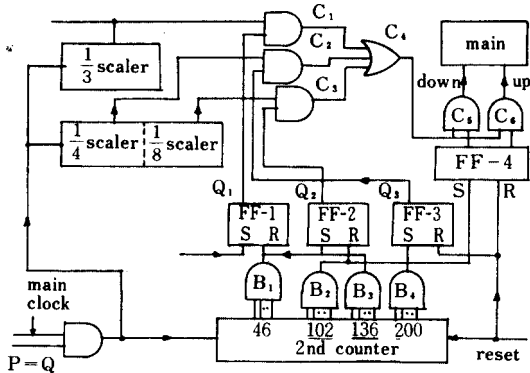 C₁
C₂
C₄
main
1/3 scaler
C₃
down
up
C₅
C₆
1/4 scaler
1/8 scaler
FF-4
S
R
Q₁
Q₂
Q₃
FF-1
S R
FF-2
S R
FF-3
S R
main clock
B₁
B₂
B₃
B₄
46
102
136
200
2nd counter
P=Q
reset